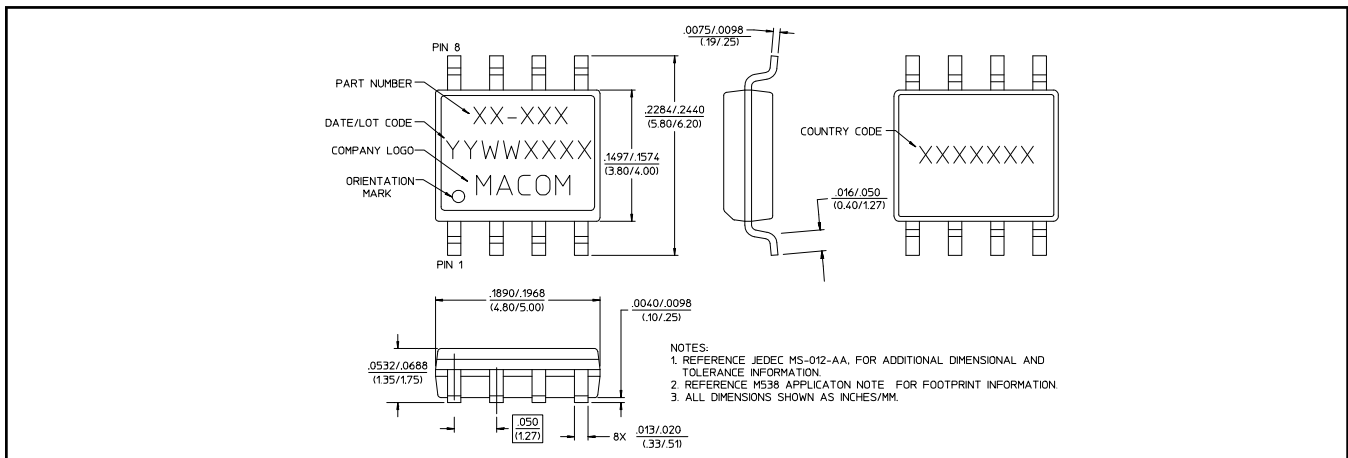 PIN 8
PART NUMBER
XX-XXX
DATE/LOT CODE
YYWWXXXX
COMPANY LOGO
MACOM
ORIENTATION
MARK
PIN 1
.2284/.2440
(5.80/6.20)
.1497/.1574
(3.80/4.00)
.0075/.0098
(.19/.25)
.016/.050
(0.40/1.27)
COUNTRY CODE
XXXXXXX
.1890/.1968
(4.80/5.00)
.0040/.0098
(.10/.25)
.0532/.0688
(1.35/1.75)
.050
(1.27)
8X .013/.020
(.33/.51)
NOTES:
1. REFERENCE JEDEC MS-012-AA, FOR ADDITIONAL DIMENSIONAL AND
TOLERANCE INFORMATION.
2. REFERENCE M538 APPLICATON NOTE FOR FOOTPRINT INFORMATION.
3. ALL DIMENSIONS SHOWN AS INCHES/MM.